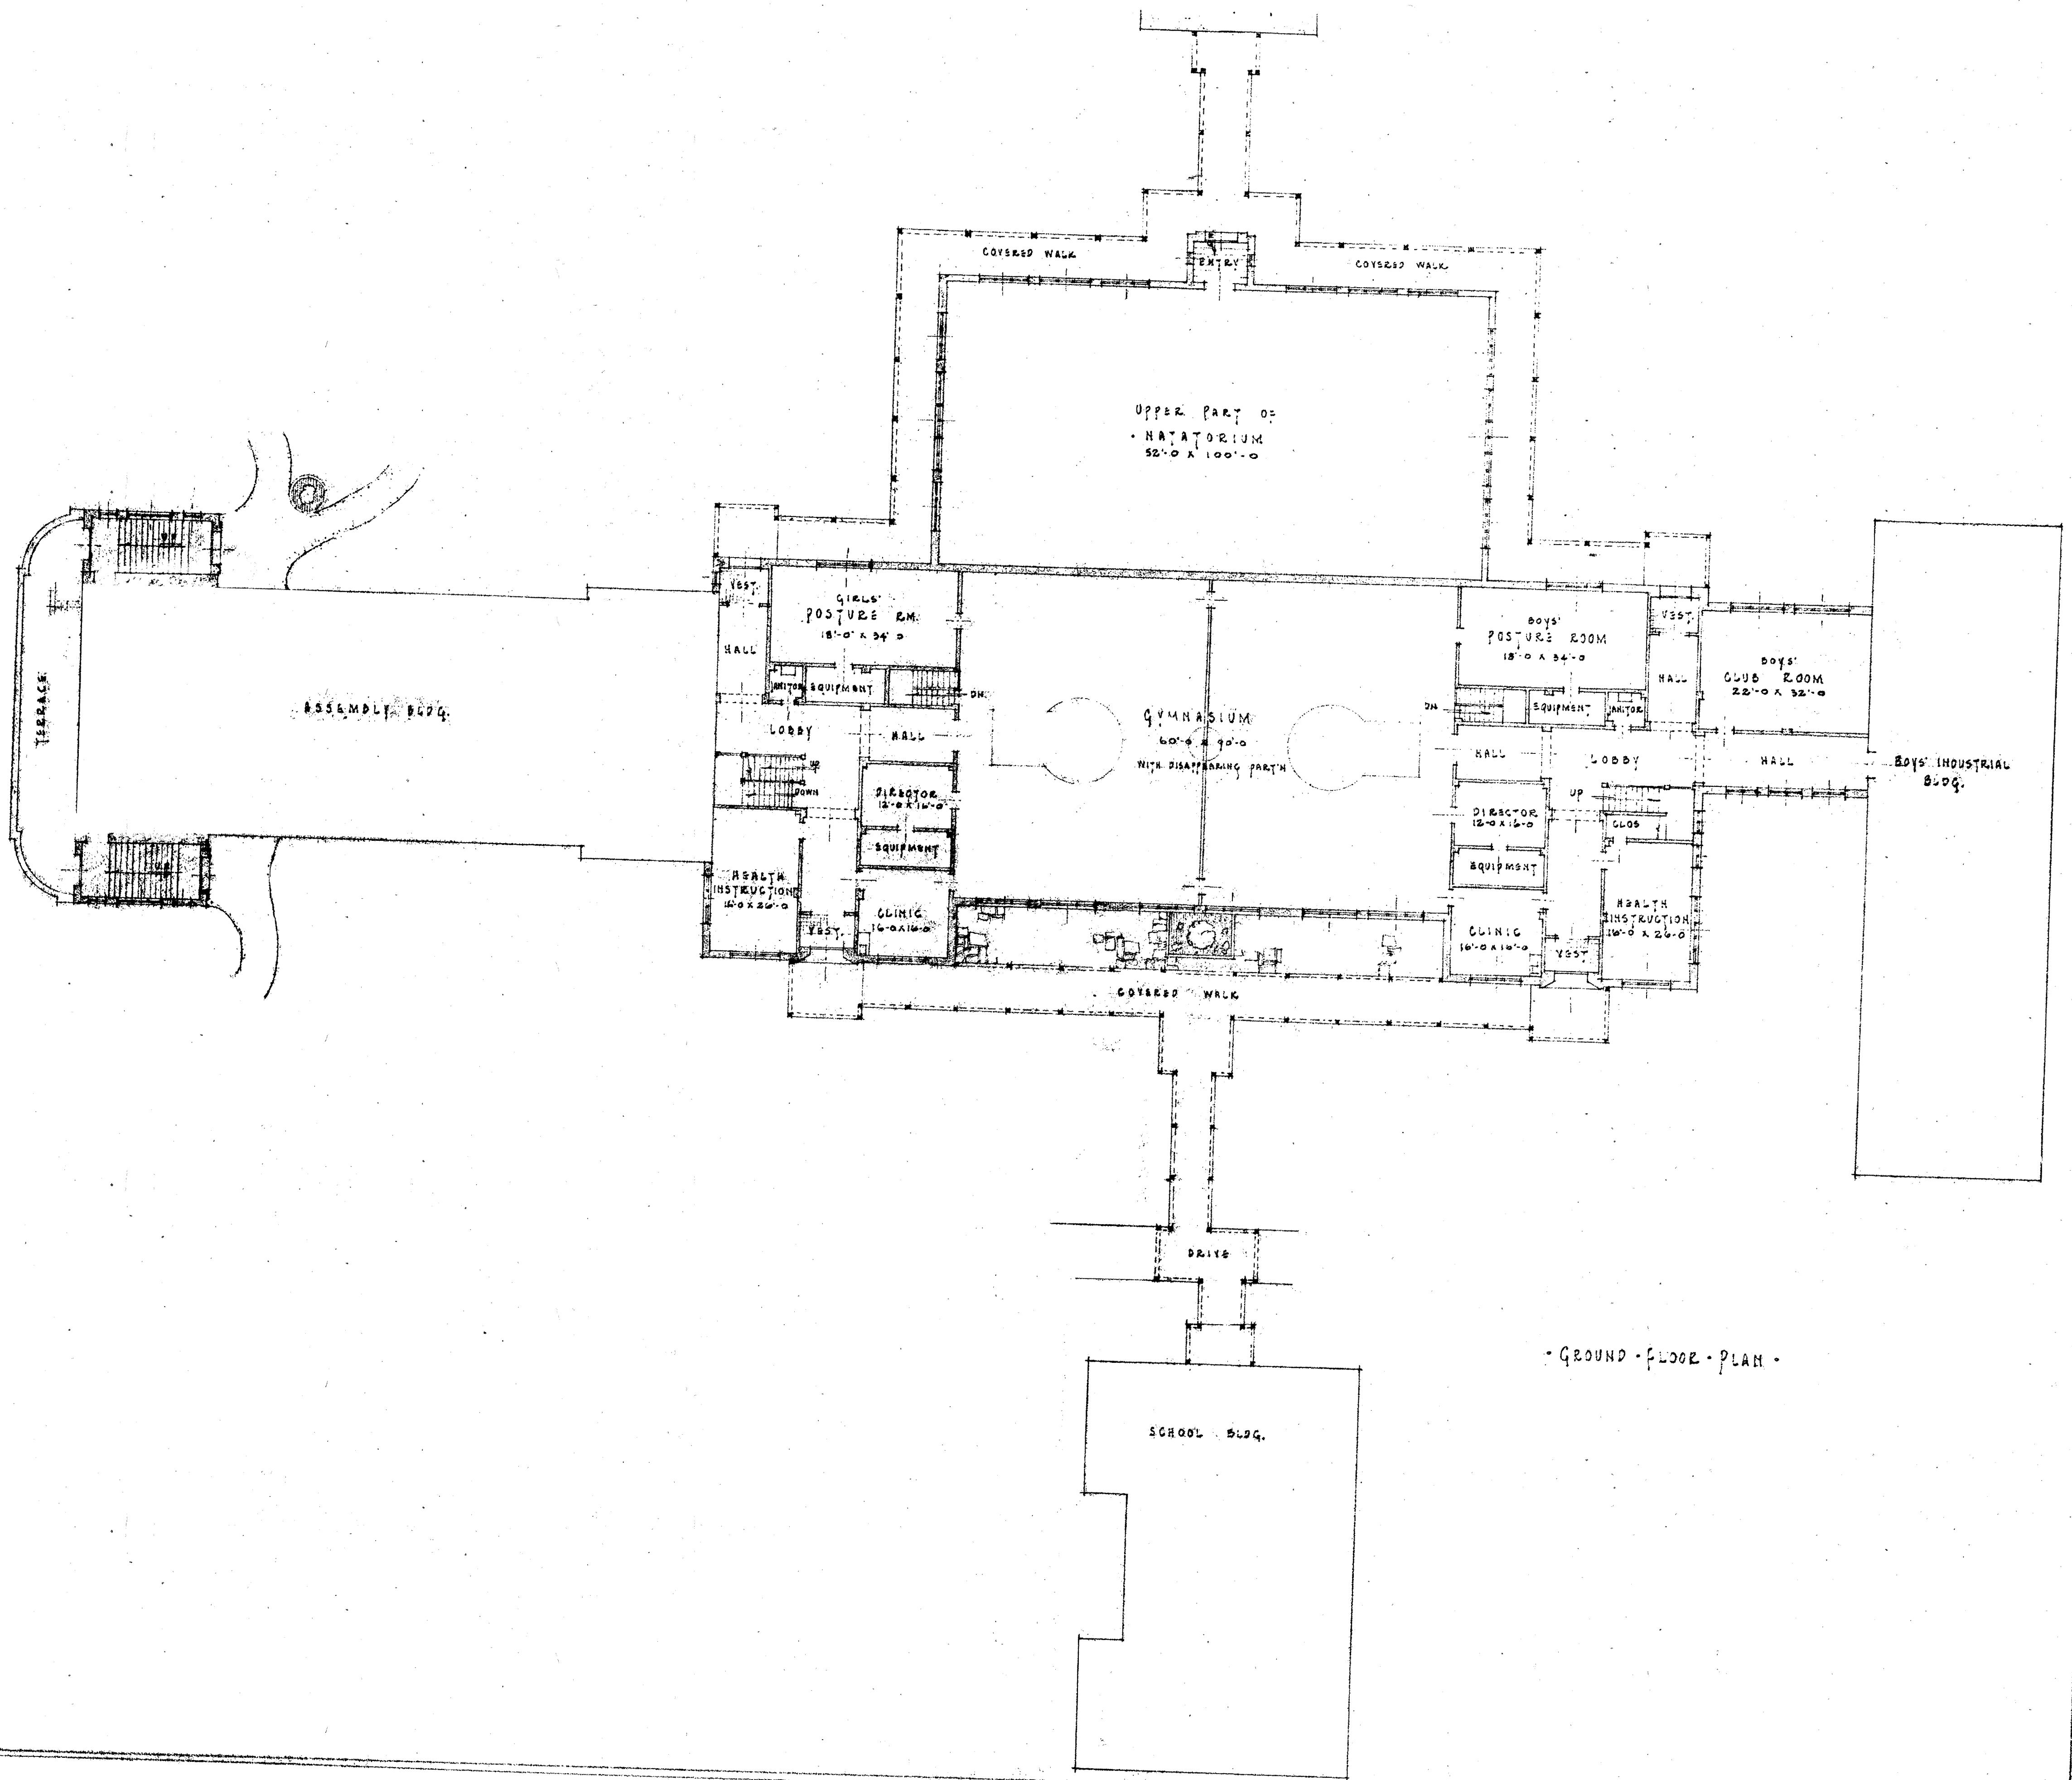 COVERED WALK
ENTRY
COVERED WALK
UPPER PART OF
NATATORIUM
52'-0 X 100'-0
VEST.
GIRLS'
POSTURE RM.
18'-0" X 34'-0
HALL
JANITOR
EQUIPMENT
DN.
BOYS'
POSTURE ROOM
18'-0 X 34'-0
VEST.
HALL
BOYS'
CLUB ROOM
22'-0 X 32'-0
DN
EQUIPMENT
JANITOR
TERRACE
ASSEMBLY BLDG.
LOBBY
HALL
GYMNASIUM
60'-0 X 90'-0
WITH DISAPPEARING PART'N
HALL
LOBBY
HALL
BOYS' INDUSTRIAL
BLDG.
UP
DOWN
DIRECTOR
12'-0 X 16'-0
EQUIPMENT
UP
DIRECTOR
12'-0 X 16'-0
CLOS
EQUIPMENT
HEALTH
INSTRUCTION
16'-0 X 26'-0
VEST.
CLINIC
16'-0 X 16'-0
CLINIC
16'-0 X 16'-0
VEST.
HEALTH
INSTRUCTION
16'-0 X 26'-0
COVERED WALK
DRIVE
· GROUND · FLOOR · PLAN ·
SCHOOL BLDG.